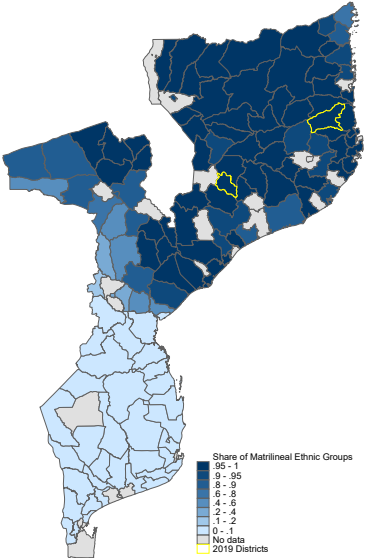 Share of Matrilineal Ethnic Groups
.95 - 1
.9 - .95
.8 - .9
.6 - .8
.4 - .6
.2 - .4
.1 - .2
0 - .1
No data
2019 Districts